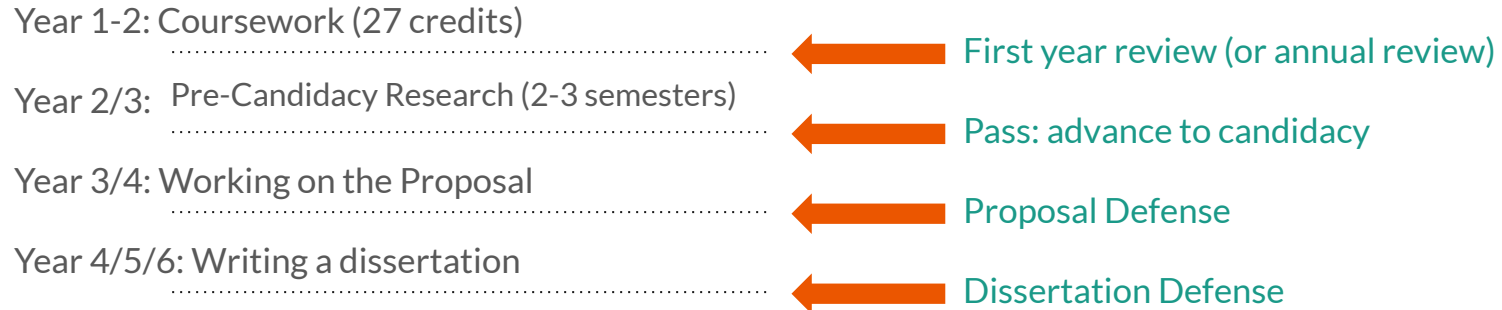 Year 1-2: Coursework (27 credits)
First year review (or annual review)
Year 2/3: Pre-Candidacy Research (2-3 semesters)
Pass: advance to candidacy
Year 3/4: Working on the Proposal
Proposal Defense
Year 4/5/6: Writing a dissertation
Dissertation Defense